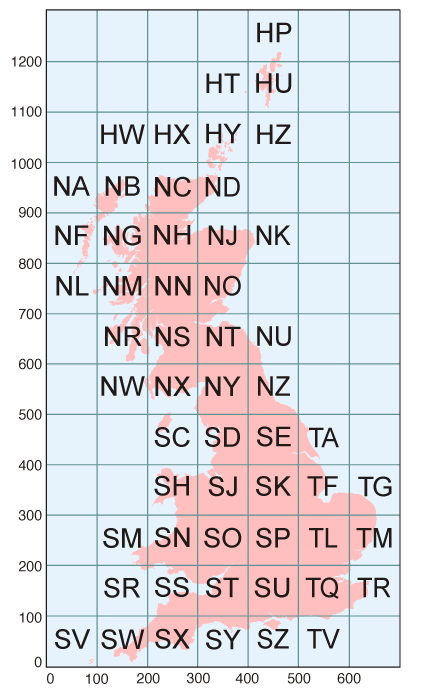 HP
1200
HT HU
1100
HW HX HY HZ
1000
NA NB NC ND
900
NF NG NH NJ NK
800
NL NM NN NO
700
NR NS NT NU
600
NW NX NY NZ
500
SC SD SE TA
400
SH SJ SK TF TG
300
SM SN SO SP TL TM
200
SR SS ST SU TQ TR
100
SV SW SX SY SZ TV
0
0 100 200 300 400 500 600